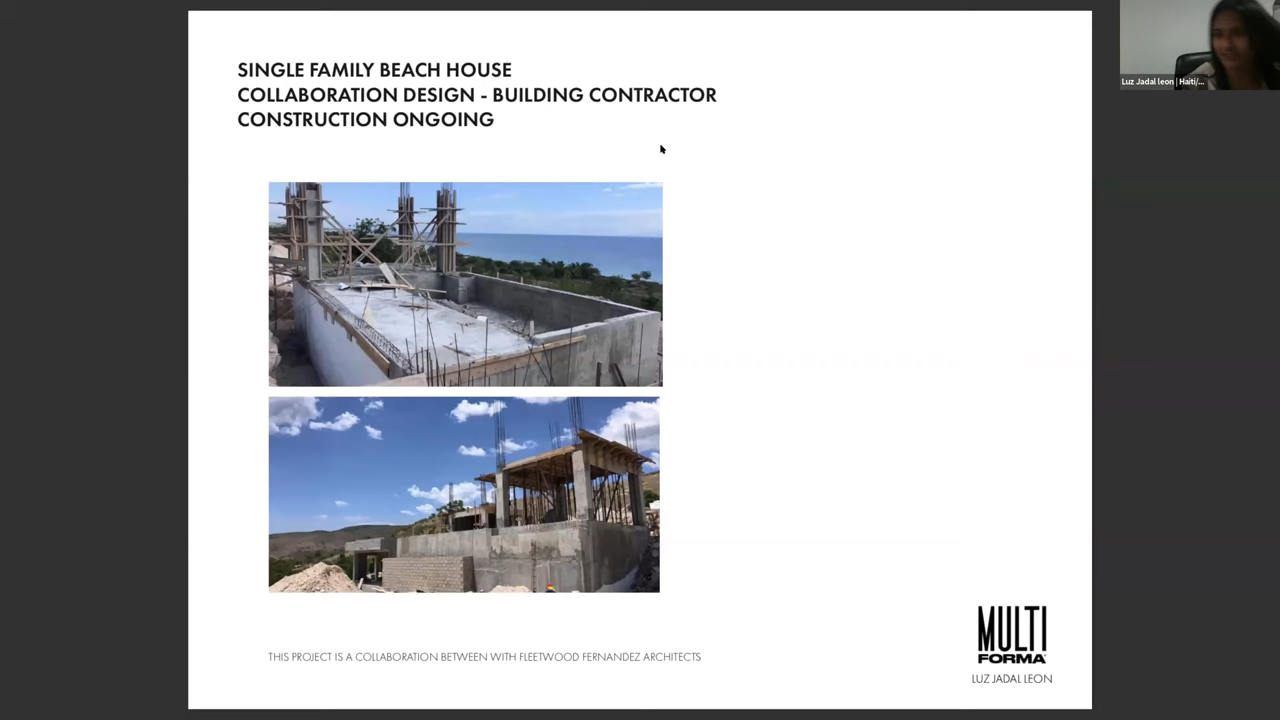 SINGLE FAMILY BEACH HOUSE
COLLABORATION DESIGN - BUILDING CONTRACTOR
CONSTRUCTION ONGOING
Luz Jadal leon | Haiti/...
THIS PROJECT IS A COLLABORATION BETWEEN WITH FLEETWOOD FERNANDEZ ARCHITECTS
MULTI
FORMA
LUZ JADAL LEON